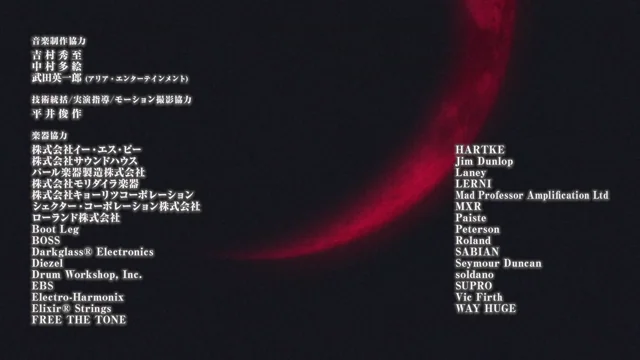 音楽制作協力
吉村秀至
中村多絵
武田英一郎 (アリア・エンターテインメント)
技術統括/実演指導/モーション撮影協力
平井俊作
楽器協力
株式会社イー・エス・ピー
株式会社サウンドハウス
パール楽器製造株式会社
株式会社モリダイラ楽器
株式会社キョーリツコーポレーション
シェクター・コーポレーション株式会社
ローランド株式会社
Boot Leg
BOSS
Darkglass® Electronics
Diezel
Drum Workshop, Inc.
EBS
Electro-Harmonix
Elixir® Strings
FREE THE TONE
HARTKE
Jim Dunlop
Laney
LERNI
Mad Professor Amplification Ltd
MXR
Paiste
Peterson
Roland
SABIAN
Seymour Duncan
soldano
SUPRO
Vic Firth
WAY HUGE